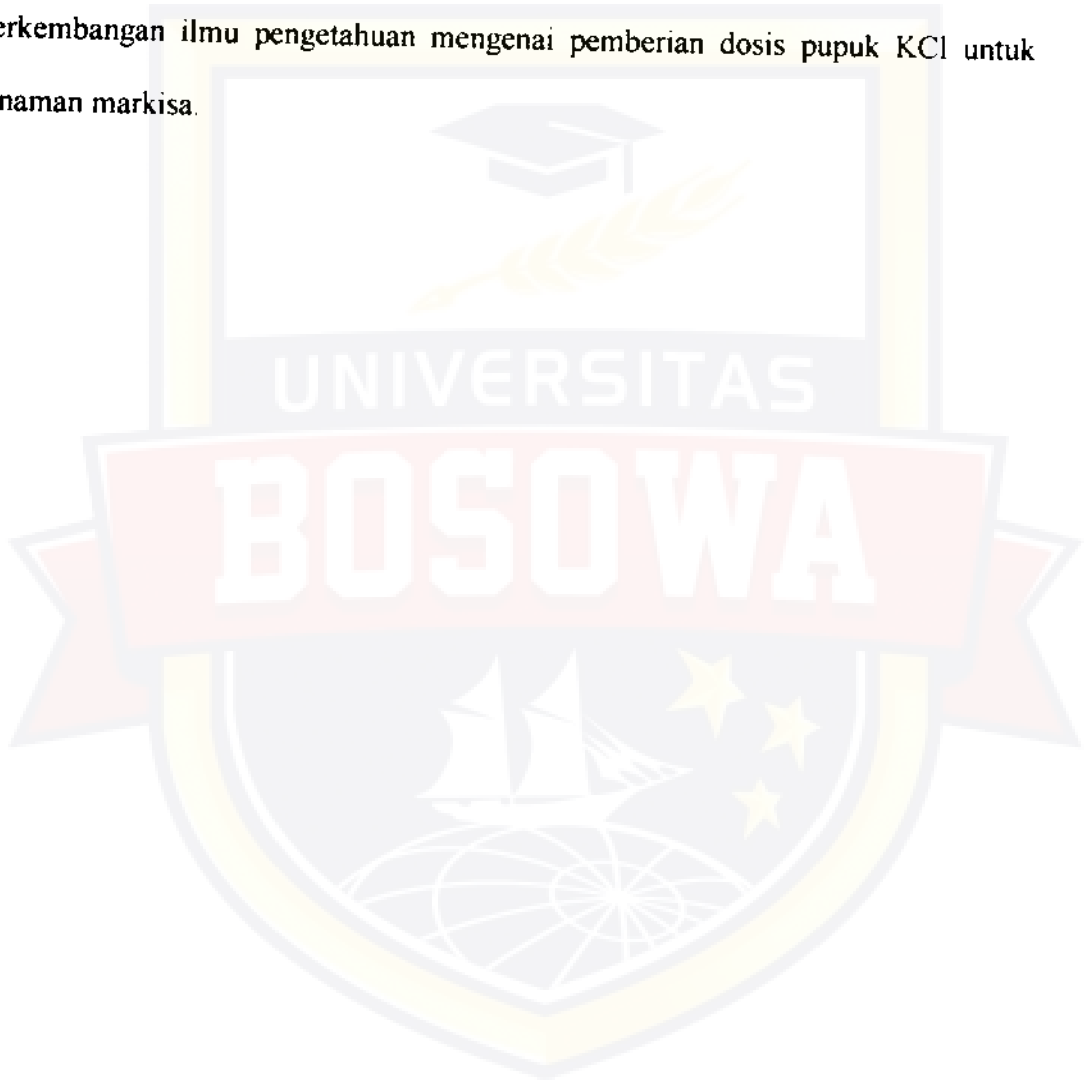 erkembangan ilmu pengetahuan mengenai pemberian dosis pupuk KCl untuk
naman markisa.
UNIVERSITAS
BOSOWA